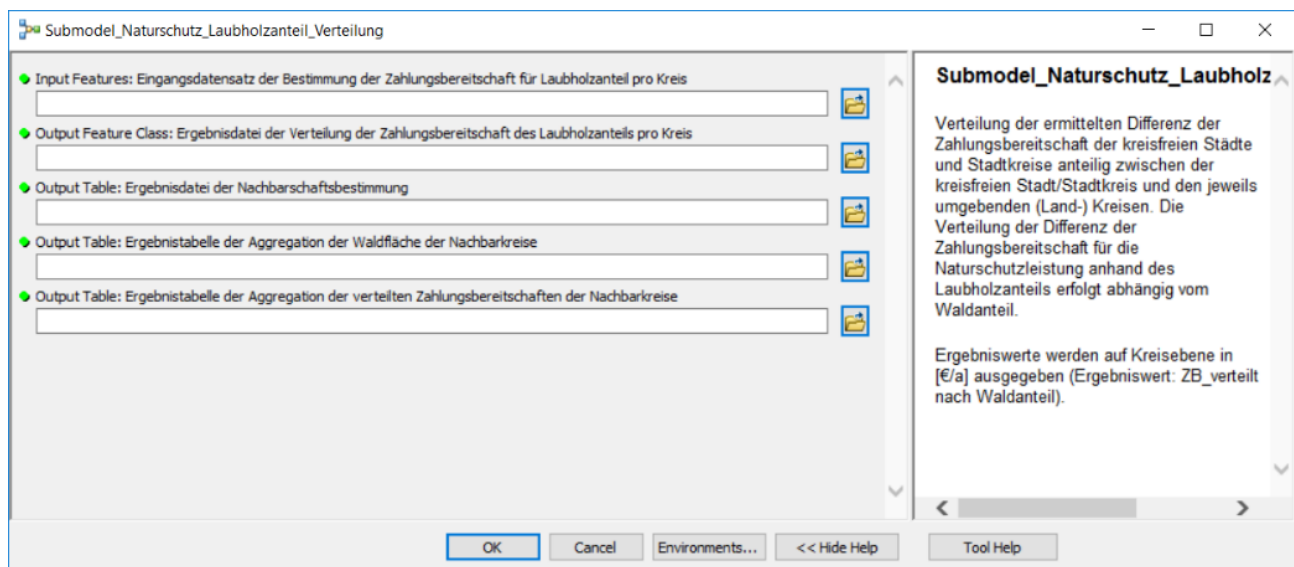 Submodel_Naturschutz_Laubholzanteil_Verteilung
Input Features: Eingangsdatensatz der Bestimmung der Zahlungsbereitschaft für Laubholzanteil pro Kreis
Output Feature Class: Ergebnisdatei der Verteilung der Zahlungsbereitschaft des Laubholzanteils pro Kreis
Output Table: Ergebnisdatei der Nachbarschaftsbestimmung
Output Table: Ergebnistabelle der Aggregation der Waldfläche der Nachbarkreise
Output Table: Ergebnistabelle der Aggregation der verteilten Zahlungsbereitschaften der Nachbarkreise
Submodel_Naturschutz_Laubholz
Verteilung der ermittelten Differenz der
Zahlungsbereitschaft der kreisfreien Städte
und Stadtkreise anteilig zwischen der
kreisfreien Stadt/Stadtkreis und den jeweils
umgebenden (Land-) Kreisen. Die
Verteilung der Differenz der
Zahlungsbereitschaft für die
Naturschutzleistung anhand des
Laubholzanteils erfolgt abhängig vom
Waldanteil.
Ergebniswerte werden auf Kreisebene in
[€/a] ausgegeben (Ergebniswert: ZB_verteilt
nach Waldanteil).
OK
Cancel
Environments...
<< Hide Help
Tool Help